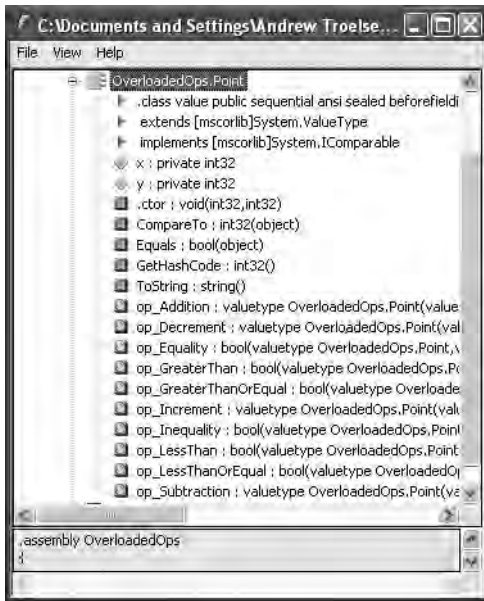 C:\Documents and Settings\Andrew Troelse...
File View Help
OverloadedOps.Point
.class value public sequential ansi sealed beforefieldi
extends [mscorlib]System.ValueType
implements [mscorlib]System.IComparable
x : private int32
y : private int32
.ctor : void(int32,int32)
CompareTo : int32(object)
Equals : bool(object)
GetHashCode : int32()
ToString : string()
op_Addition : valuetype OverloadedOps.Point(value
op_Decrement : valuetype OverloadedOps.Point(val
op_Equality : bool(valuetype OverloadedOps.Point,
op_GreaterThan : bool(valuetype OverloadedOps.Po
op_GreaterThanOrEqual : bool(valuetype Overloade
op_Increment : valuetype OverloadedOps.Point(valu
op_Inequality : bool(valuetype OverloadedOps.Poin
op_LessThan : bool(valuetype OverloadedOps.Point
op_LessThanOrEqual : bool(valuetype OverloadedOp
op_Subtraction : valuetype OverloadedOps.Point(va
.assembly OverloadedOps
{